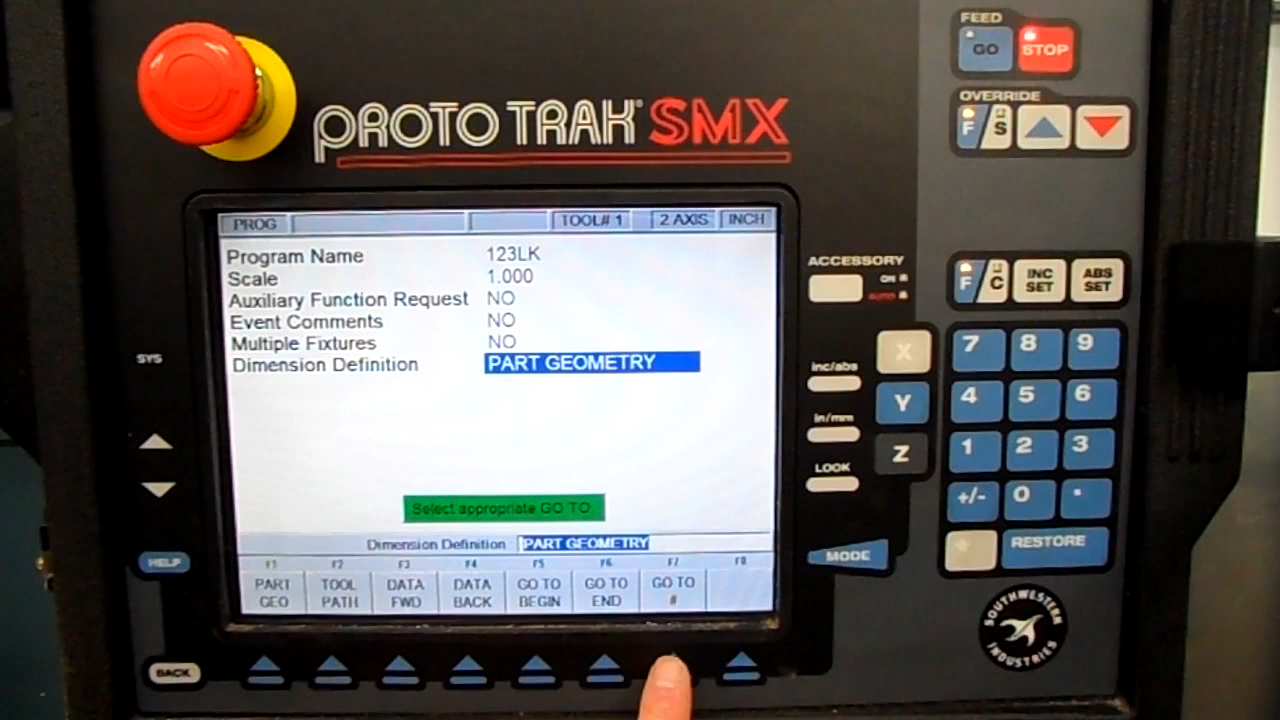 FEED
GO STOP
OVERRIDE
F S
PROTO TRAK SMX
PROG TOOL# 1 2 AXIS INCH
Program Name 123LK
Scale 1.000
Auxiliary Function Request NO
Event Comments NO
Multiple Fixtures NO
Dimension Definition PART GEOMETRY
Select appropriate GO TO.
Dimension Definition PART GEOMETRY
F1 F2 F3 F4 F5 F6 F7 F8
PART GEO TOOL PATH DATA FWD DATA BACK GO TO BEGIN GO TO END GO TO #
SYS
HELP
BACK
ACCESSORY
ON
AUTO
F C
INC SET
ABS SET
inc/abs
in/mm
LOOK
MODE
X
Y
Z
7 8 9
4 5 6
1 2 3
+/- 0 .
RESTORE
SOUTHWESTERN INDUSTRIES